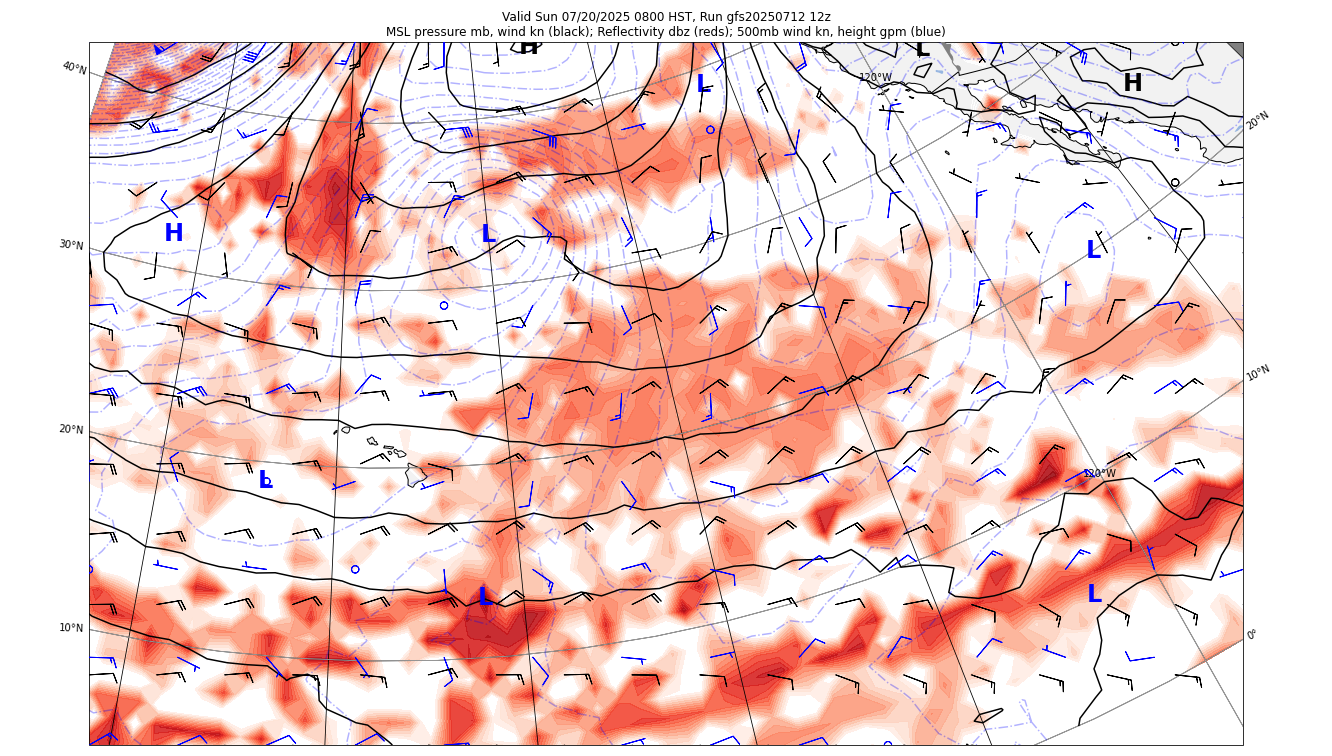 Valid Sun 07/20/2025 0800 HST, Run gfs20250712 12z
MSL pressure mb, wind kn (black); Reflectivity dbz (reds); 500mb wind kn, height gpm (blue)
H
L
40°N
120°W
L
H
20°N
H
L
L
30°N
10°N
20°N
L
120°W
L
L
10°N
0°